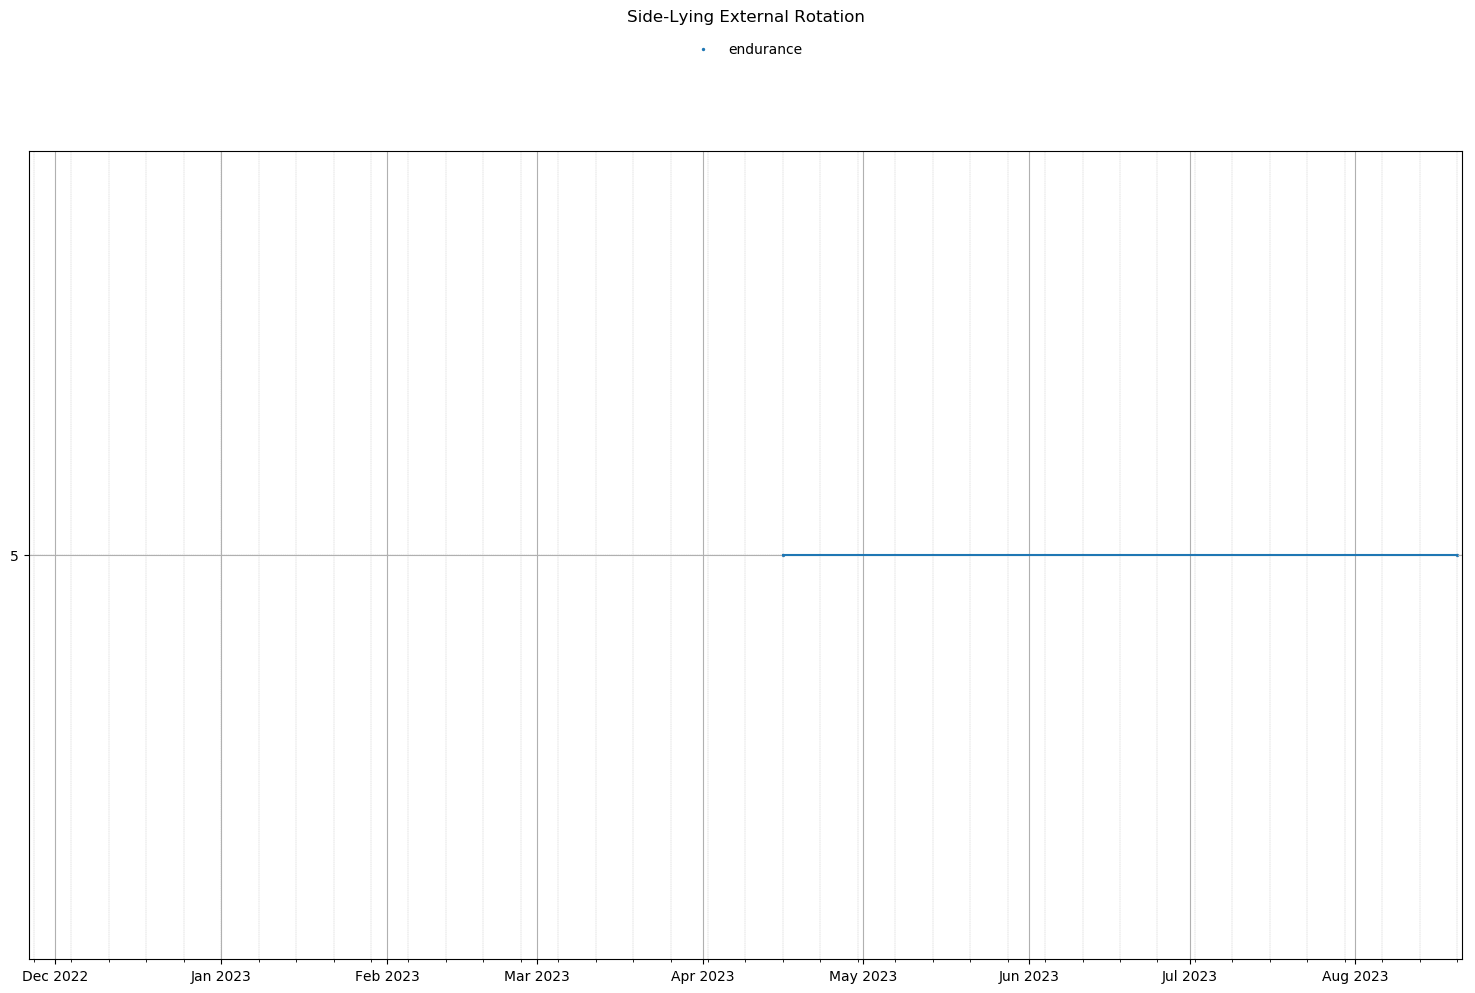 Side-Lying External Rotation
endurance
5
Dec 2022
Jan 2023
Feb 2023
Mar 2023
Apr 2023
May 2023
Jun 2023
Jul 2023
Aug 2023